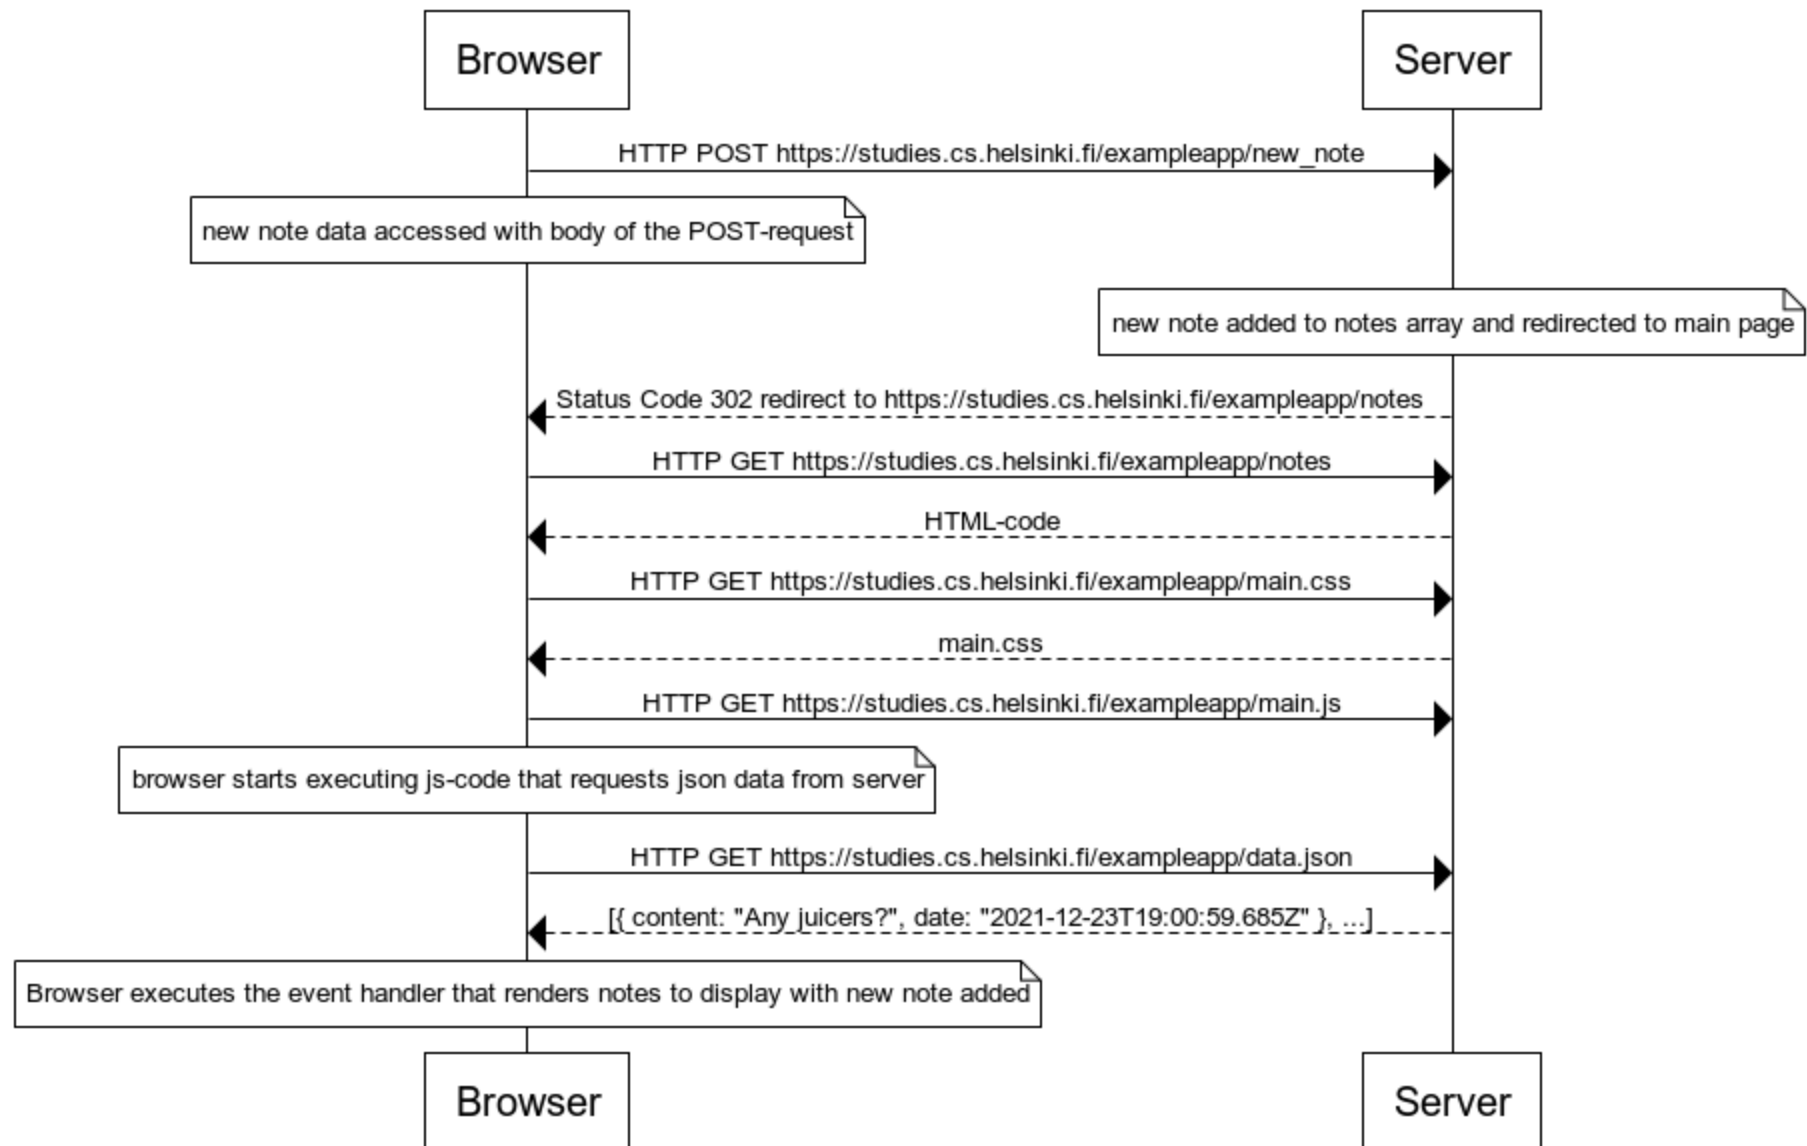 Browser
Server
HTTP POST https://studies.cs.helsinki.fi/exampleapp/new_note
new note data accessed with body of the POST-request
new note added to notes array and redirected to main page
Status Code 302 redirect to https://studies.cs.helsinki.fi/exampleapp/notes
HTTP GET https://studies.cs.helsinki.fi/exampleapp/notes
HTML-code
HTTP GET https://studies.cs.helsinki.fi/exampleapp/main.css
main.css
HTTP GET https://studies.cs.helsinki.fi/exampleapp/main.js
browser starts executing js-code that requests json data from server
HTTP GET https://studies.cs.helsinki.fi/exampleapp/data.json
[{ content: "Any juicers?", date: "2021-12-23T19:00:59.685Z" }, ...]
Browser executes the event handler that renders notes to display with new note added
Browser
Server